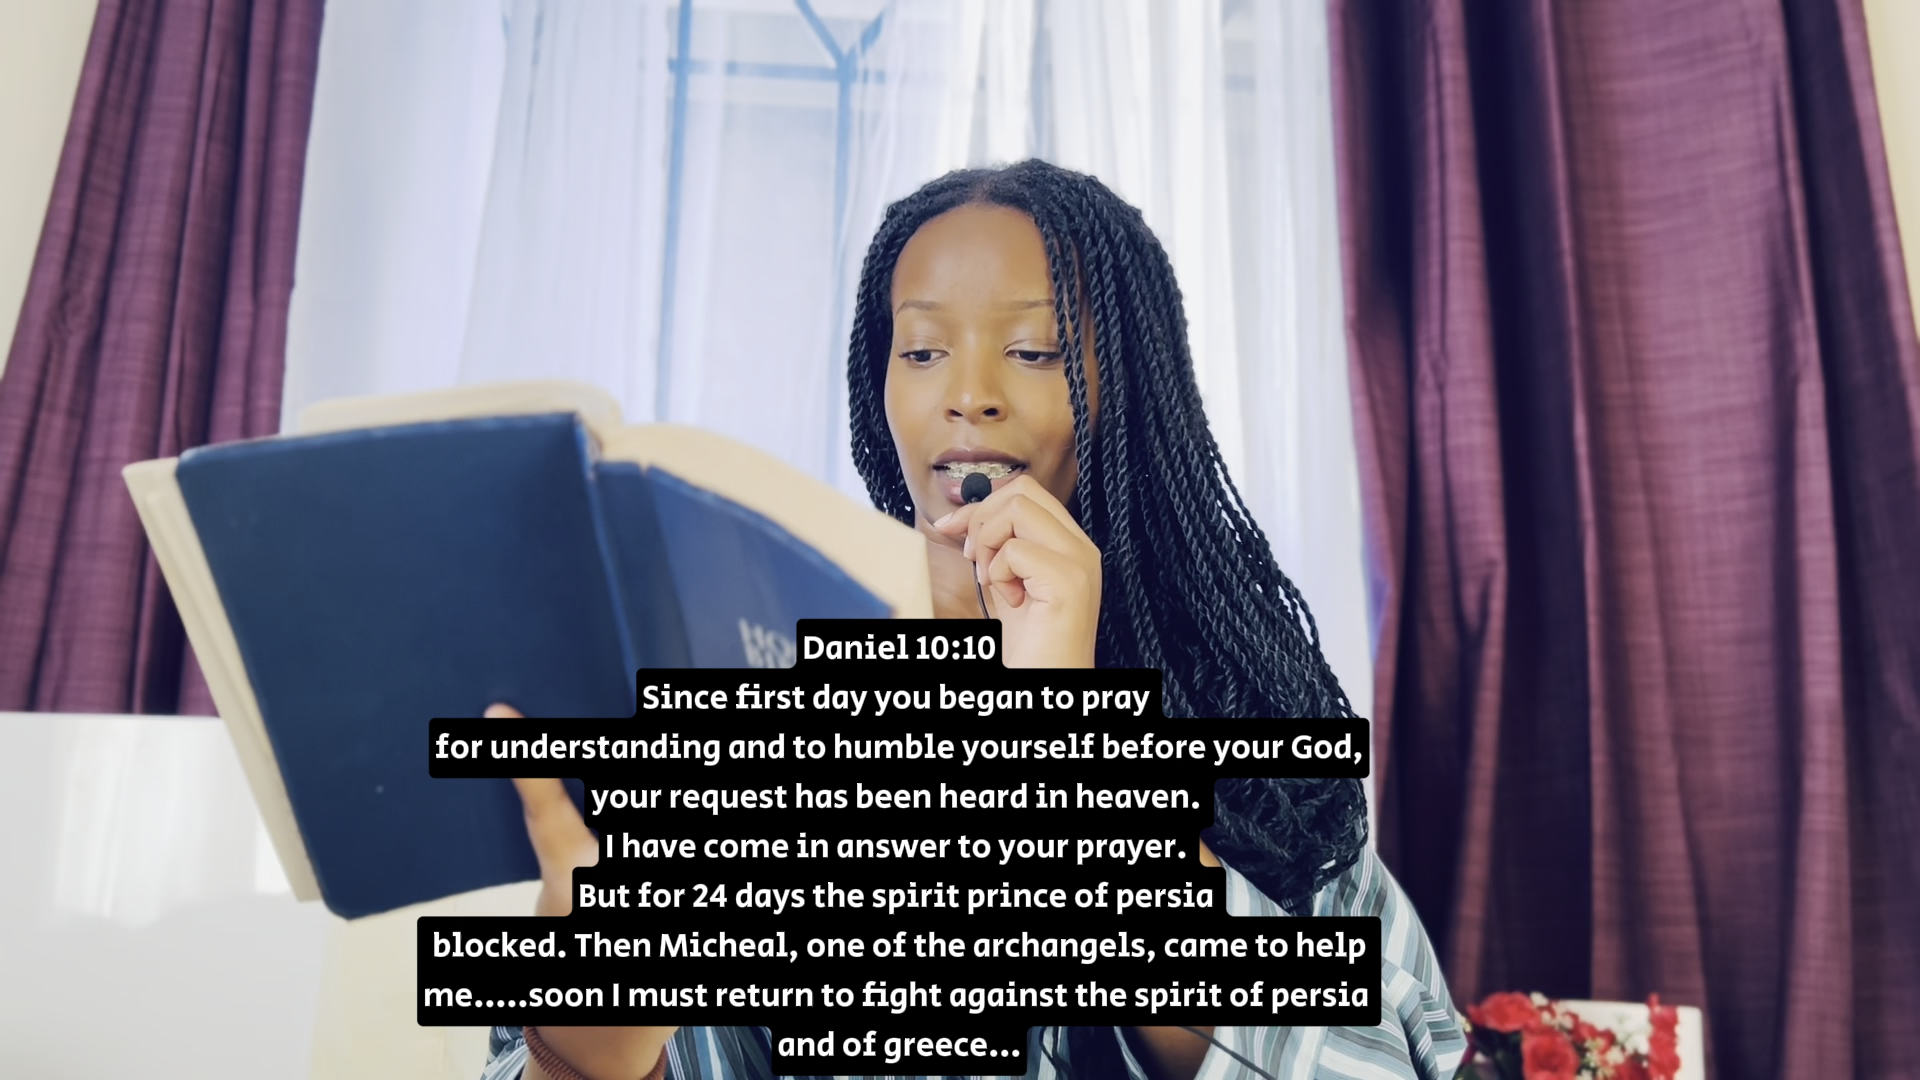 Daniel 10:10
Since first day you began to pray
for understanding and to humble yourself before your God,
your request has been heard in heaven.
I have come in answer to your prayer.
But for 24 days the spirit prince of persia
blocked. Then Micheal, one of the archangels, came to help
me.....soon I must return to fight against the spirit of persia
and of greece...